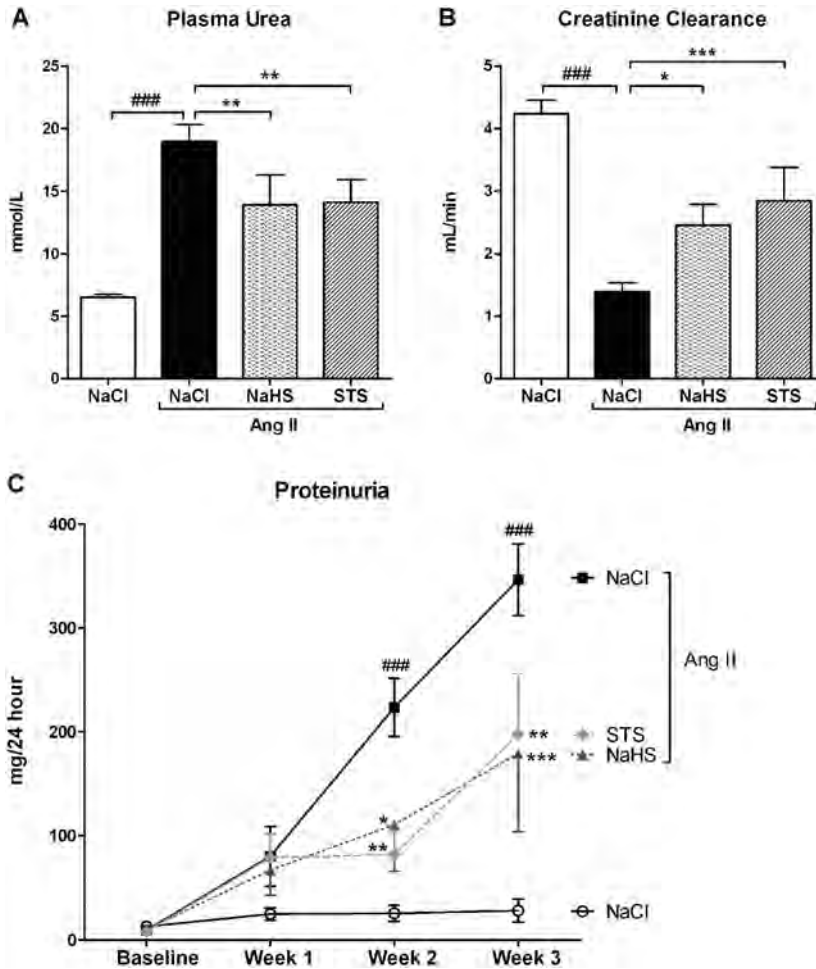 A
Plasma Urea
25
20
15
10
5
0
mmol/L
###
**
**
NaCl
NaCl
NaHS
STS
Ang II
B
Creatinine Clearance
5
4
3
2
1
0
mL/min
###
*
***
NaCl
NaCl
NaHS
STS
Ang II
C
Proteinuria
400
300
200
100
0
mg/24 hour
###
###
*
**
**
***
NaCl
STS
NaHS
NaCl
Ang II
Baseline
Week 1
Week 2
Week 3